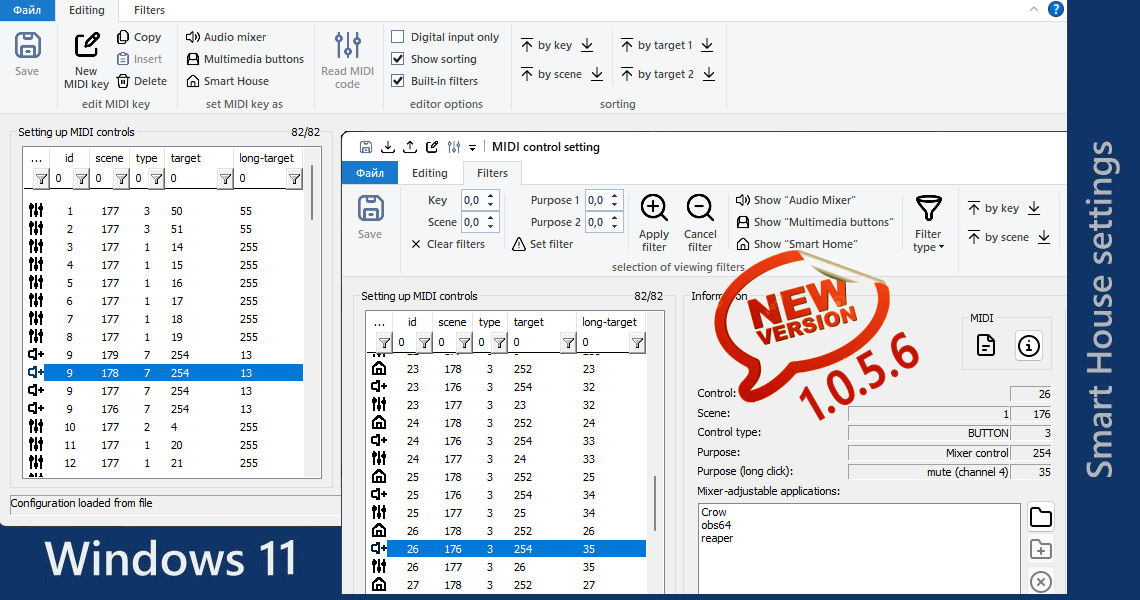 Файл Editing Filters
Save
New MIDI key
Copy
Insert
Delete
edit MIDI key
Audio mixer
Multimedia buttons
Smart House
set MIDI key as
Read MIDI code
Digital input only
Show sorting
Built-in filters
editor options
by key
by scene
by target 1
by target 2
sorting
Setting up MIDI controls 82/82
... id scene type target long-target
0 0 0 0 0
1 177 3 50 55
2 177 3 51 55
3 177 1 14 255
4 177 1 15 255
5 177 1 16 255
6 177 1 17 255
7 177 1 18 255
8 177 1 19 255
9 179 7 254 13
9 178 7 254 13
9 177 7 254 13
9 176 7 254 13
10 177 2 4 255
11 177 1 20 255
12 177 1 21 255
Configuration loaded from file
Windows 11
MIDI control setting
Файл Editing Filters
Save
Key 0,0
Scene 0,0
Clear filters
Purpose 1 0,0
Purpose 2 0,0
Set filter
Apply filter
Cancel filter
Show "Audio Mixer"
Show "Multimedia buttons"
Show "Smart Home"
selection of viewing filters
Filter type
by key
by scene
Setting up MIDI controls 82/82
... id scene type target long-target
0 0 0 0 0
23 178 3 252 23
23 176 3 254 32
23 177 3 23 32
24 178 3 252 24
24 176 3 254 33
24 177 3 24 33
25 178 3 252 25
25 176 3 254 34
25 177 3 25 34
26 178 3 252 26
26 176 3 254 35
26 177 3 26 35
27 178 3 252 27
MIDI
Control: 26
Scene: 1 176
Control type: BUTTON 3
Purpose: Mixer control 254
Purpose (long click): mute (channel 4) 35
Mixer-adjustable applications:
Crow
obs64
reaper
NEW
VERSION
1.0.5.6
Smart House settings